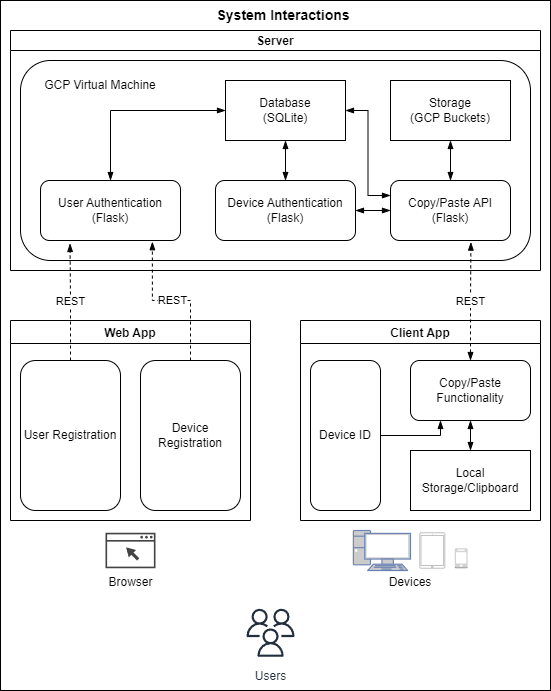 System Interactions
Server
GCP Virtual Machine
Database
(SQLite)
Storage
(GCP Buckets)
User Authentication
(Flask)
Device Authentication
(Flask)
Copy/Paste API
(Flask)
REST
REST
REST
Web App
Client App
User Registration
Device
Registration
Device ID
Copy/Paste
Functionality
Local
Storage/Clipboard
Browser
Devices
Users